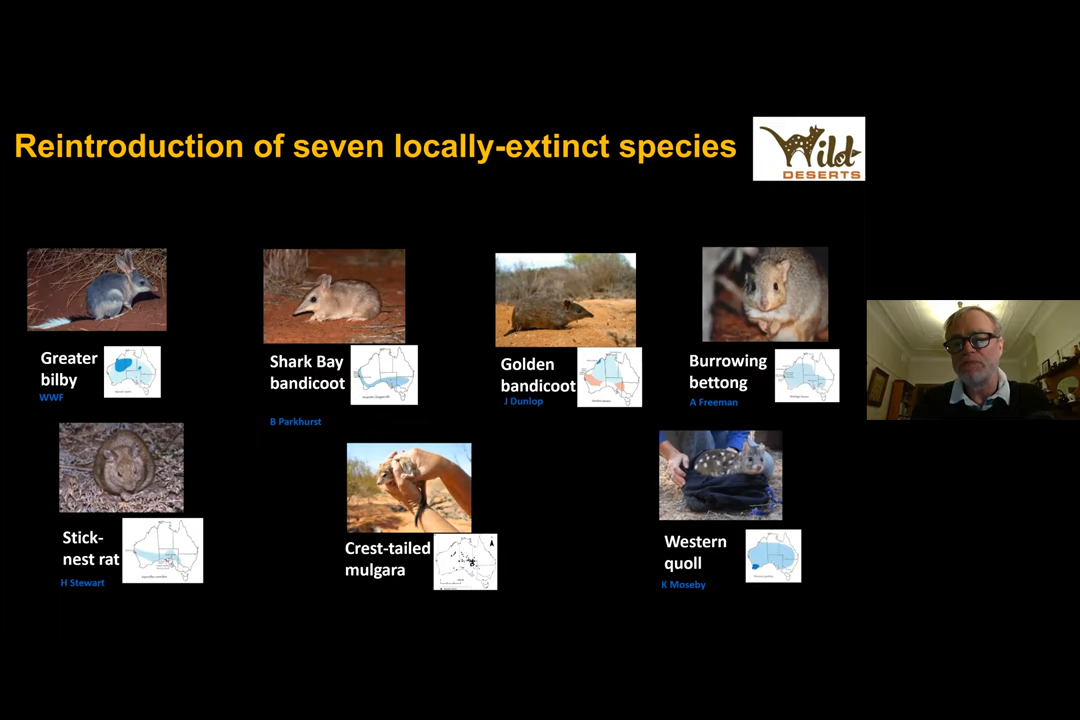 Reintroduction of seven locally-extinct species
Wild
DESERTS
Greater
bilby
WWF
Shark Bay
bandicoot
B Parkhurst
Golden
bandicoot
J Dunlop
Burrowing
bettong
A Freeman
Stick-
nest rat
H Stewart
Crest-tailed
mulgara
Western
quoll
K Moseby